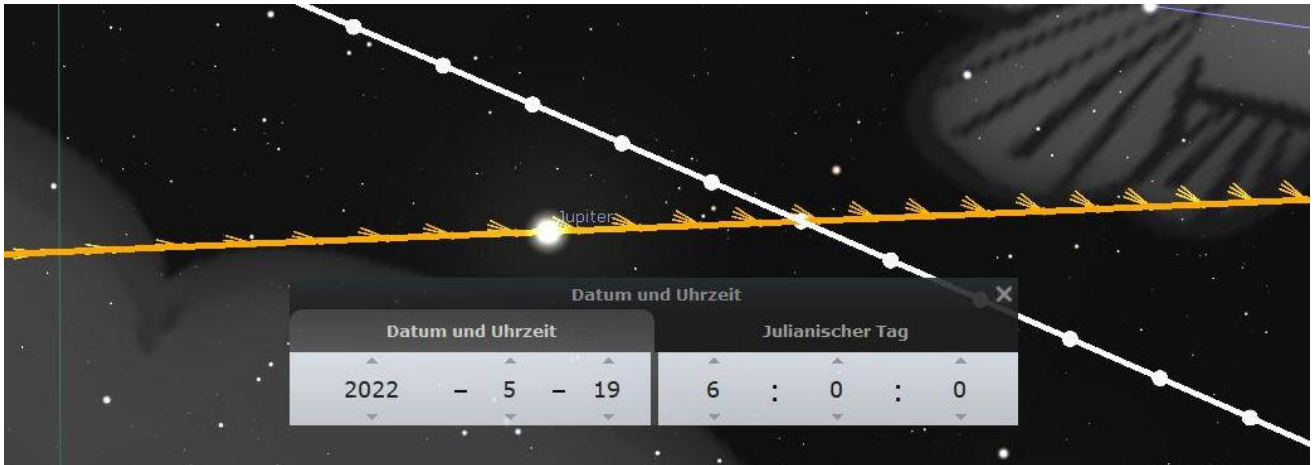 Jupiter
Datum und Uhrzeit
Datum und Uhrzeit Julianischer Tag
2022 – 5 – 19 6 : 0 : 0